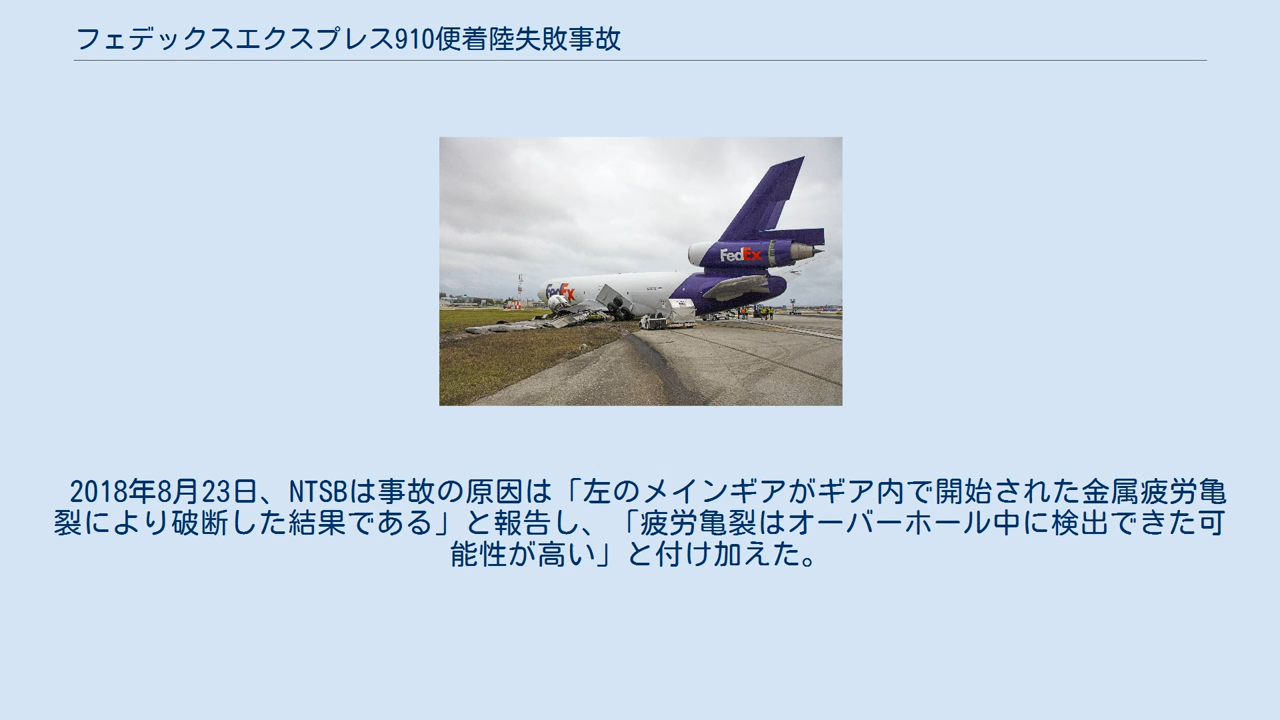 フェデックスエクスプレス910便着陸失敗事故
FedEx
FedEx
2018年8月23日、NTSBは事故の原因は「左のメインギアがギア内で開始された金属疲労亀
裂により破断した結果である」と報告し、「疲労亀裂はオーバーホール中に検出できた可
能性が高い」と付け加えた。